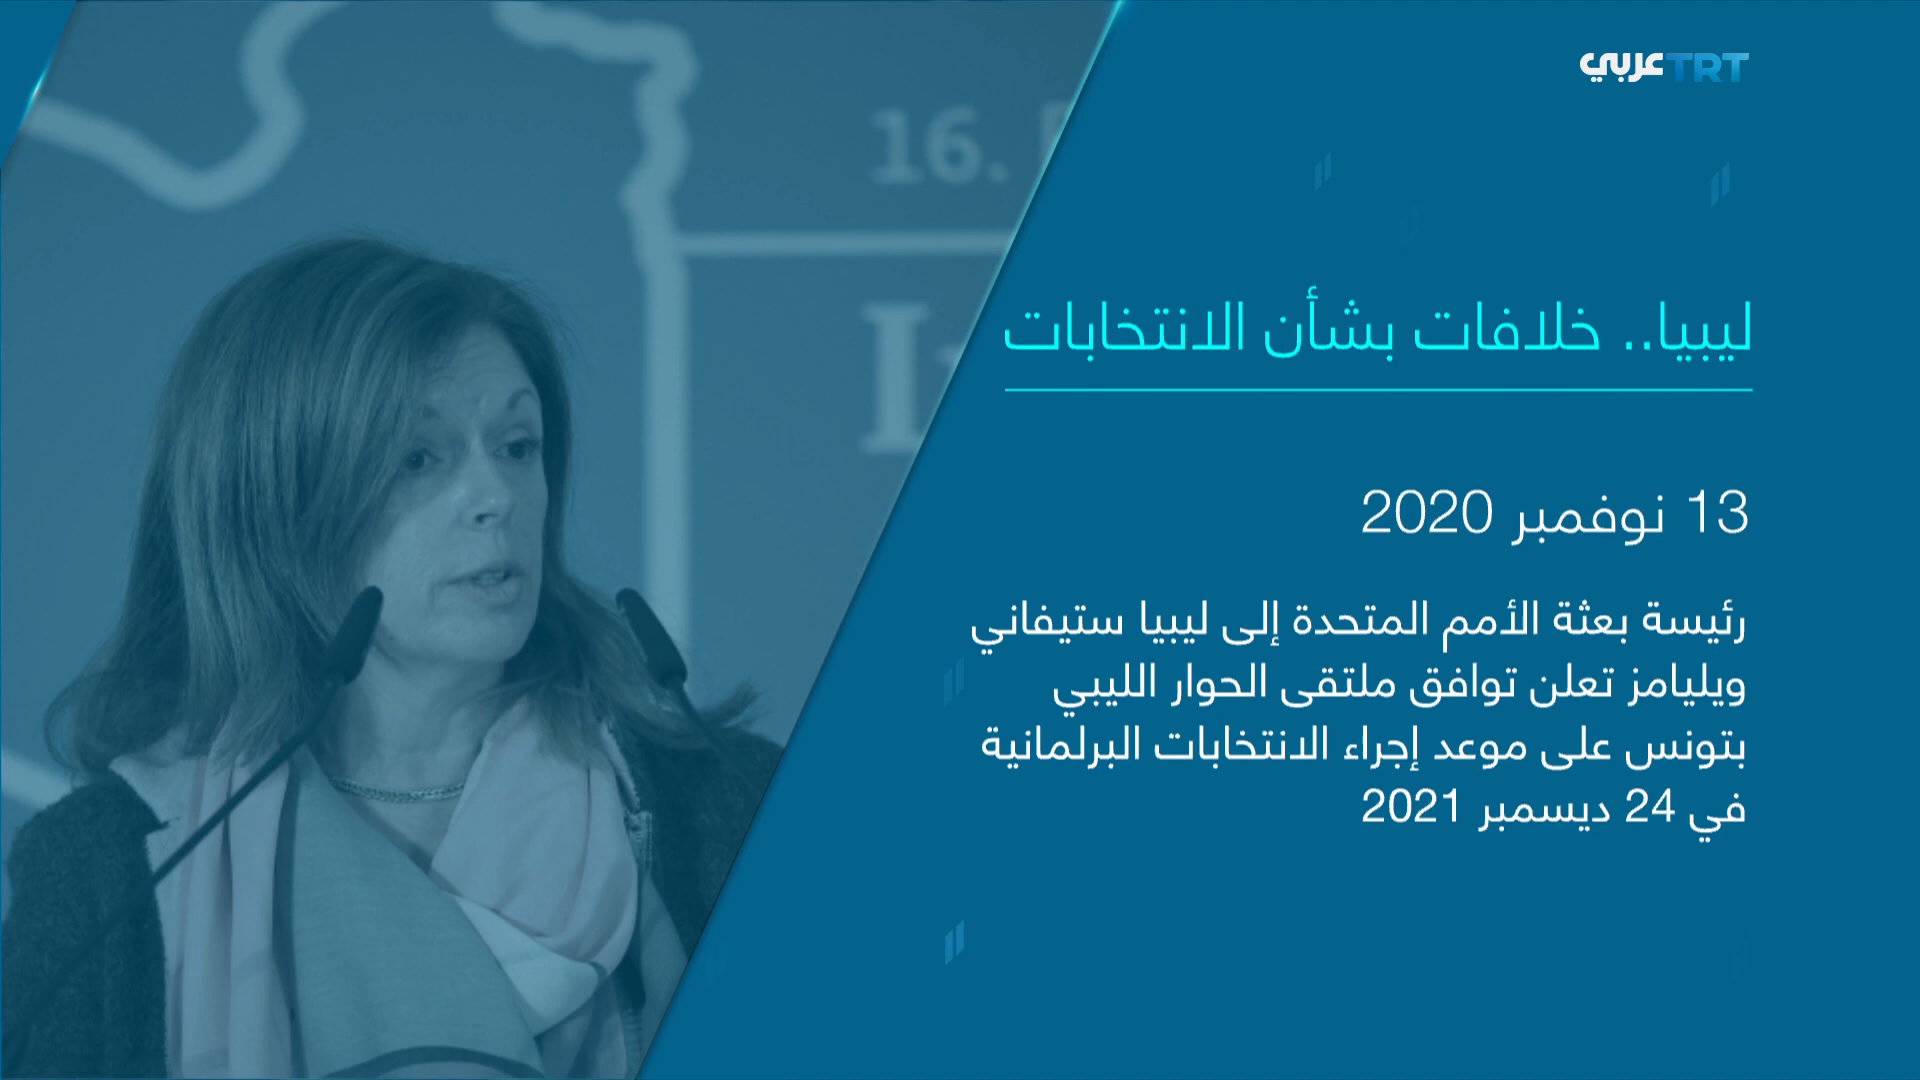 TRT عربي
16.
ليبيا.. خلافات بشأن الانتخابات
13 نوفمبر 2020
رئيسة بعثة الأمم المتحدة إلى ليبيا ستيفاني
ويليامز تعلن توافق ملتقى الحوار الليبي
بتونس على موعد إجراء الانتخابات البرلمانية
في 24 ديسمبر 2021